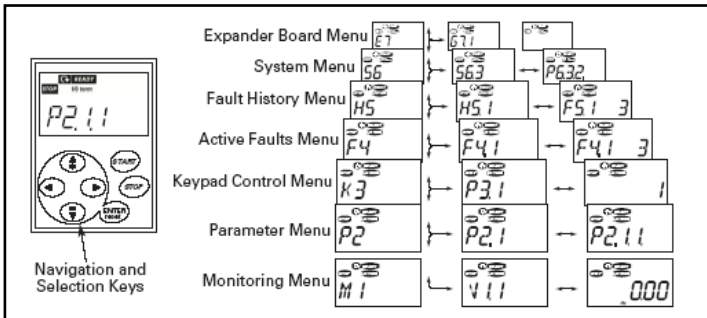 Expander Board Menu E7 G7.1
System Menu S6 S6.3 P6.3.2
Fault History Menu H5 H5.1 F5.1 3
Active Faults Menu F4 F4.1 F4.1 3
Keypad Control Menu K3 P3.1 1
Parameter Menu P2 P2.1 P2.1.1
Monitoring Menu M1 V1.1 0.00
READY
STOP I/O term
P2.1.1
START
STOP
ENTER
Navigation and
Selection Keys